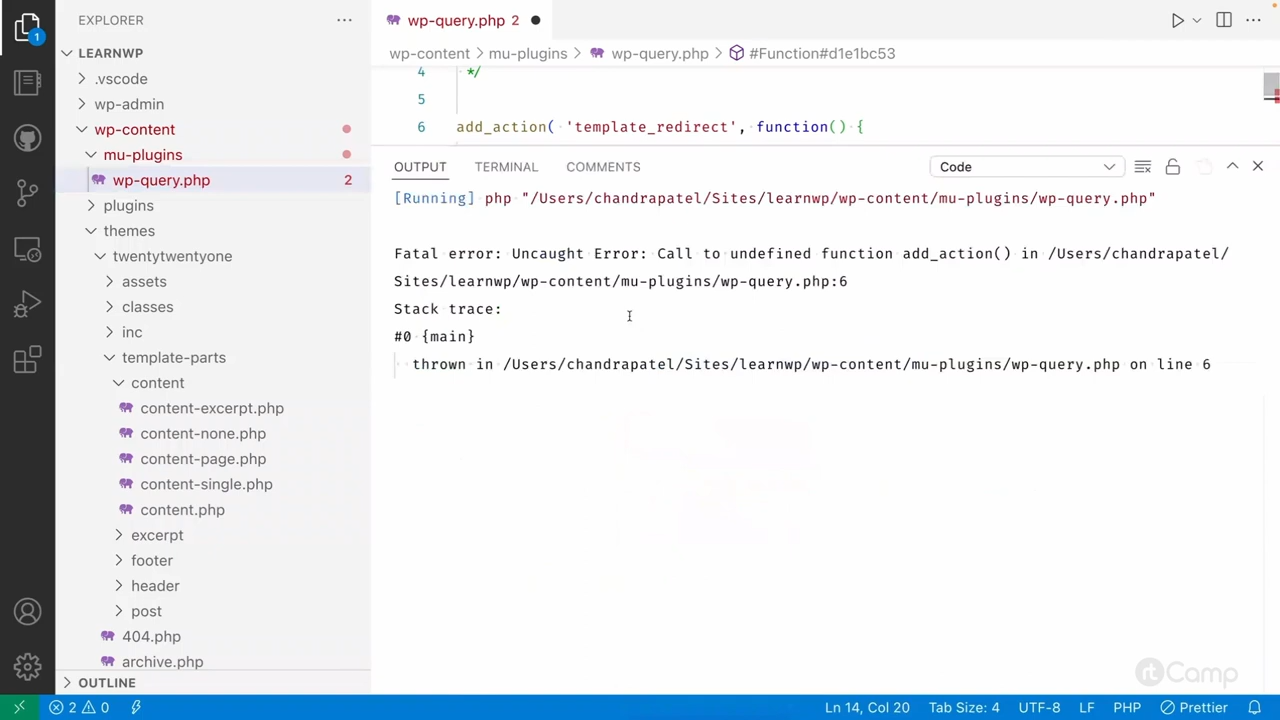 EXPLORER
wp-query.php 2
LEARNWP
wp-content
mu-plugins
wp-query.php
#Function#d1e1bc53
.vscode
4 */
wp-admin
5
wp-content
6 add_action( 'template_redirect', function() {
mu-plugins
OUTPUT TERMINAL COMMENTS Code
wp-query.php 2
[Running] php "/Users/chandrapatel/Sites/learnwp/wp-content/mu-plugins/wp-query.php"
plugins
themes
Fatal error: Uncaught Error: Call to undefined function add_action() in /Users/chandrapatel/
twentytwentyone
Sites/learnwp/wp-content/mu-plugins/wp-query.php:6
assets
Stack trace:
classes
#0 {main}
inc
thrown in /Users/chandrapatel/Sites/learnwp/wp-content/mu-plugins/wp-query.php on line 6
template-parts
content
content-excerpt.php
content-none.php
content-page.php
content-single.php
content.php
excerpt
footer
header
post
404.php
archive.php
OUTLINE
rtCamp
1
2 0
Ln 14, Col 20 Tab Size: 4 UTF-8 LF PHP Prettier